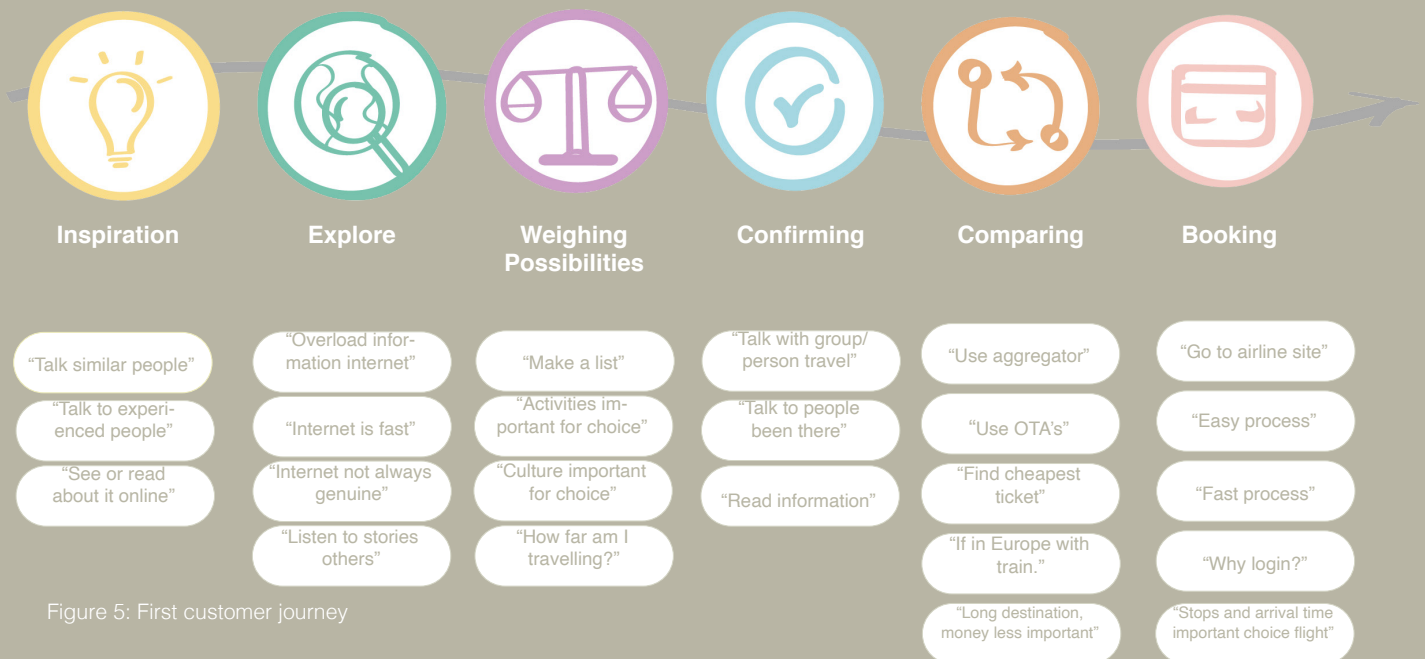 Inspiration
Explore
Weighing
Possibilities
Confirming
Comparing
Booking
“Talk similar people”
“Talk to experi-
enced people”
“See or read
about it online”
“Overload infor-
mation internet”
“Internet is fast”
“Internet not always
genuine”
“Listen to stories
others”
“Make a list”
“Activities im-
portant for choice”
“Culture important
for choice”
“How far am I
travelling?”
“Talk with group/
person travel”
“Talk to people
been there”
“Read information”
“Use aggregator”
“Use OTA’s”
“Find cheapest
ticket”
“If in Europe with
train.”
“Long destination,
money less important”
“Go to airline site”
“Easy process”
“Fast process”
“Why login?”
“Stops and arrival time
important choice flight”
Figure 5: First customer journey